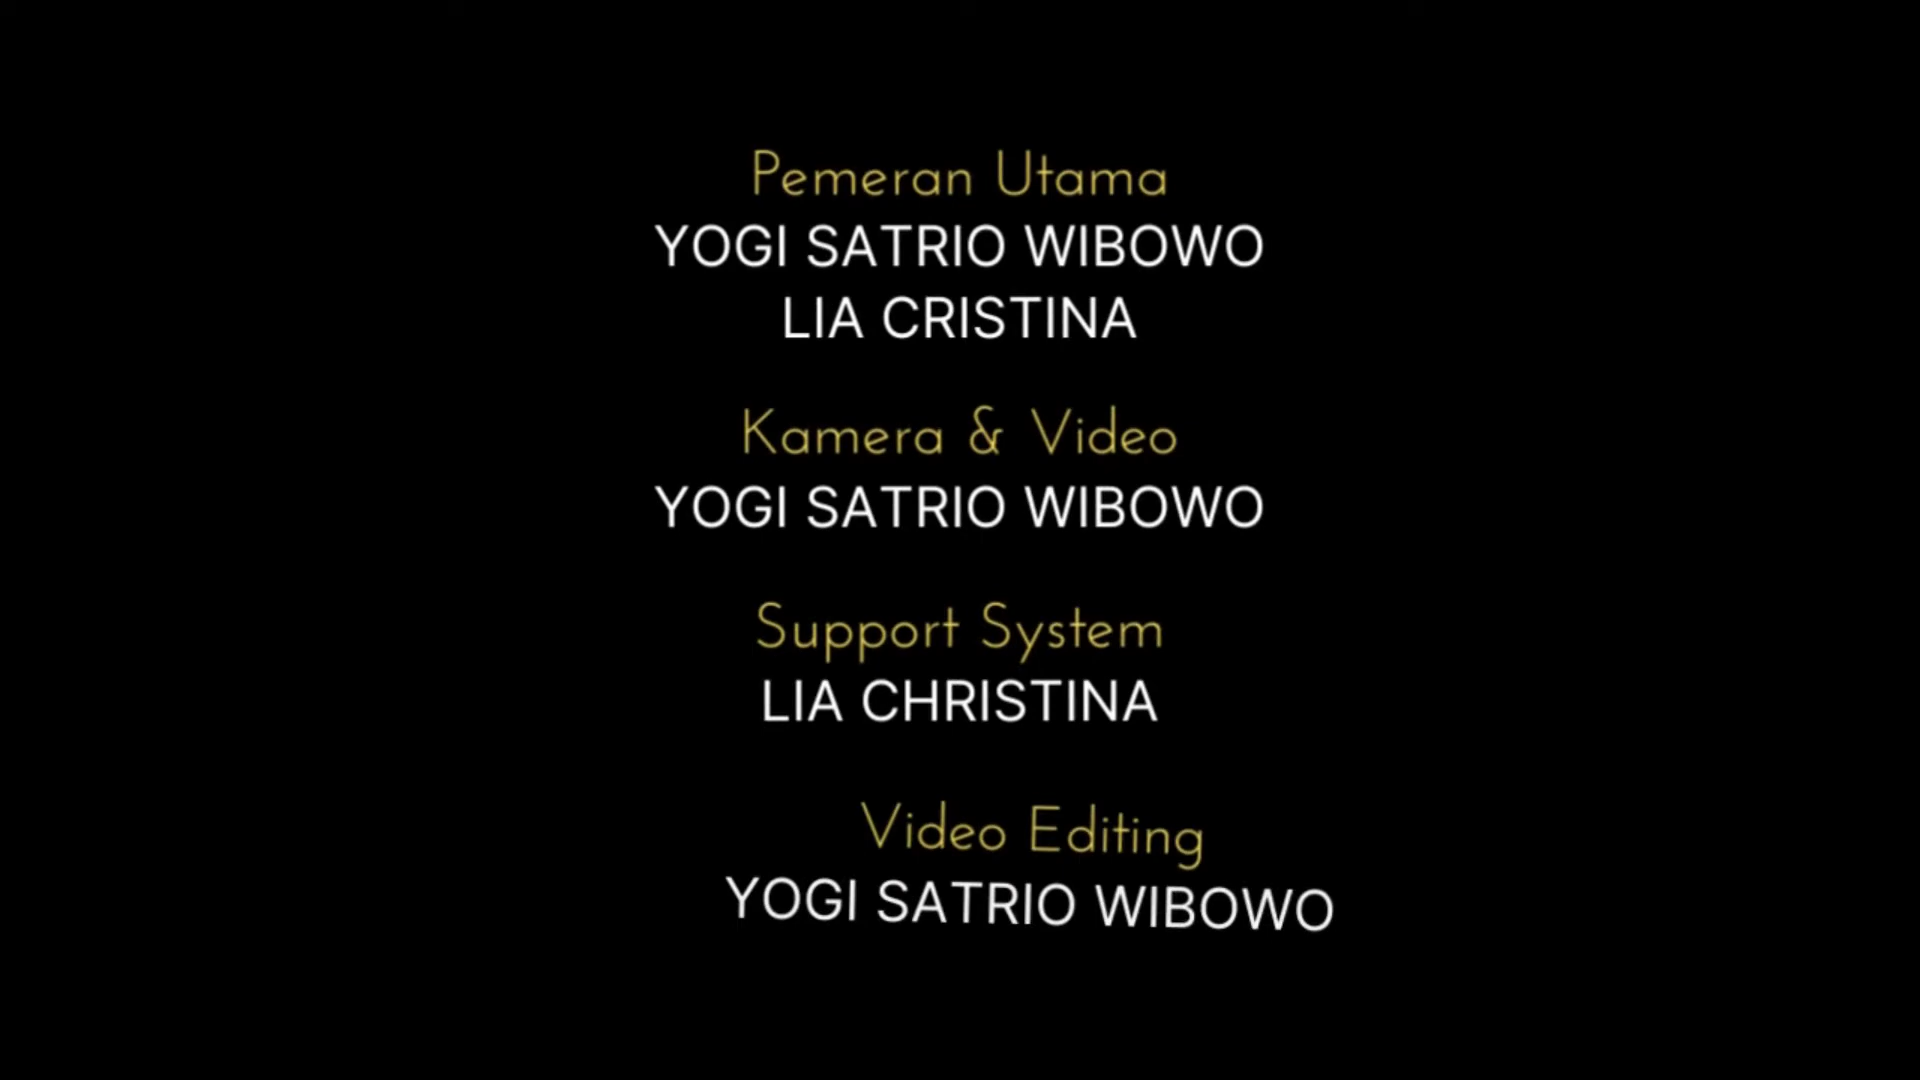 Pemeran Utama
YOGI SATRIO WIBOWO
LIA CRISTINA
Kamera & Video
YOGI SATRIO WIBOWO
Support System
LIA CHRISTINA
Video Editing
YOGI SATRIO WIBOWO